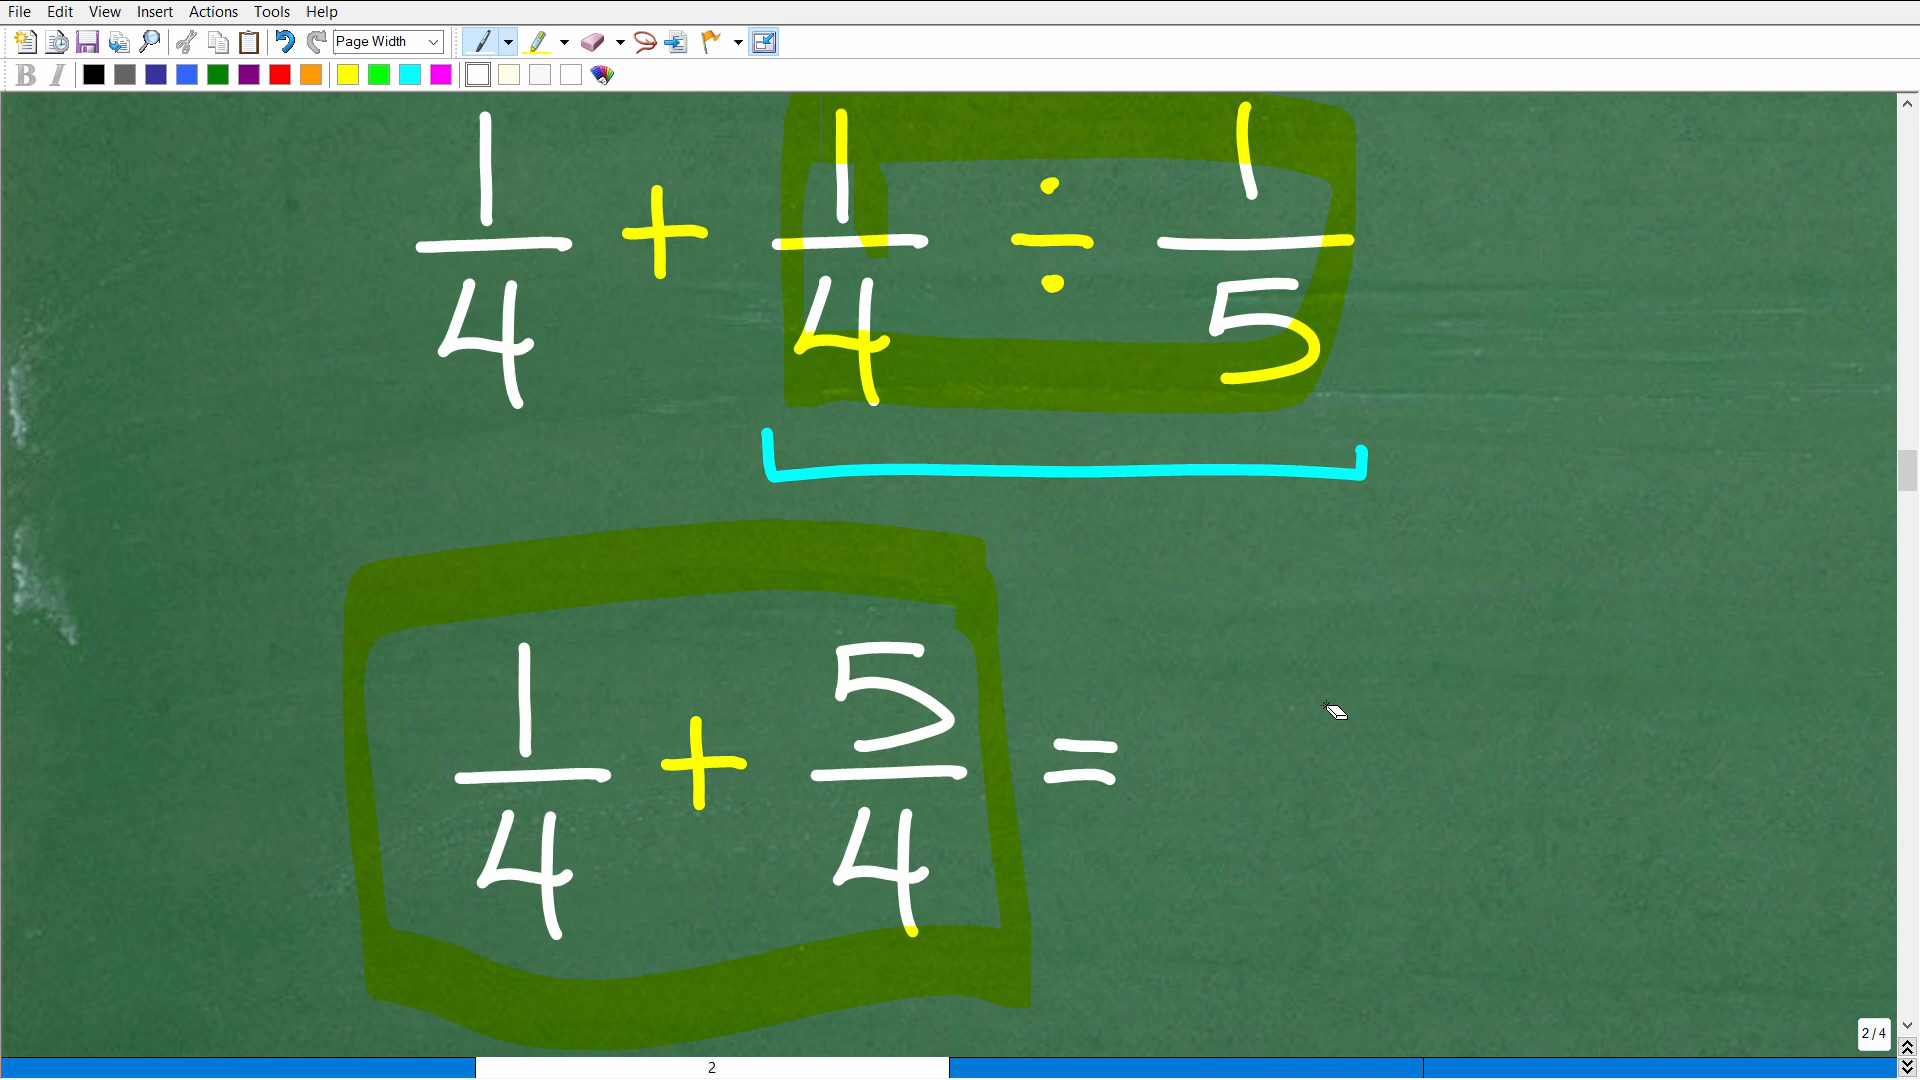 File Edit View Insert Actions Tools Help
Page Width
B I
1/4 + 1/4 ÷ 1/5
1/4 + 5/4 =
2 / 4
2